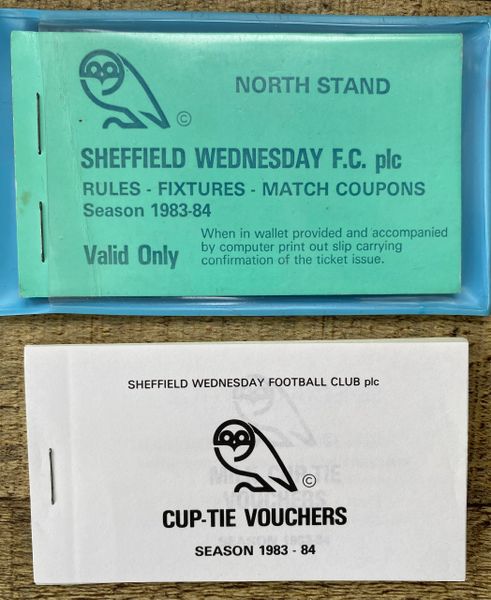 NORTH STAND
©
SHEFFIELD WEDNESDAY F.C. plc
RULES - FIXTURES - MATCH COUPONS
Season 1983-84
Valid Only
When in wallet provided and accompanied
by computer print out slip carrying
confirmation of the ticket issue.
SHEFFIELD WEDNESDAY FOOTBALL CLUB plc
©
CUP-TIE VOUCHERS
SEASON 1983 - 84